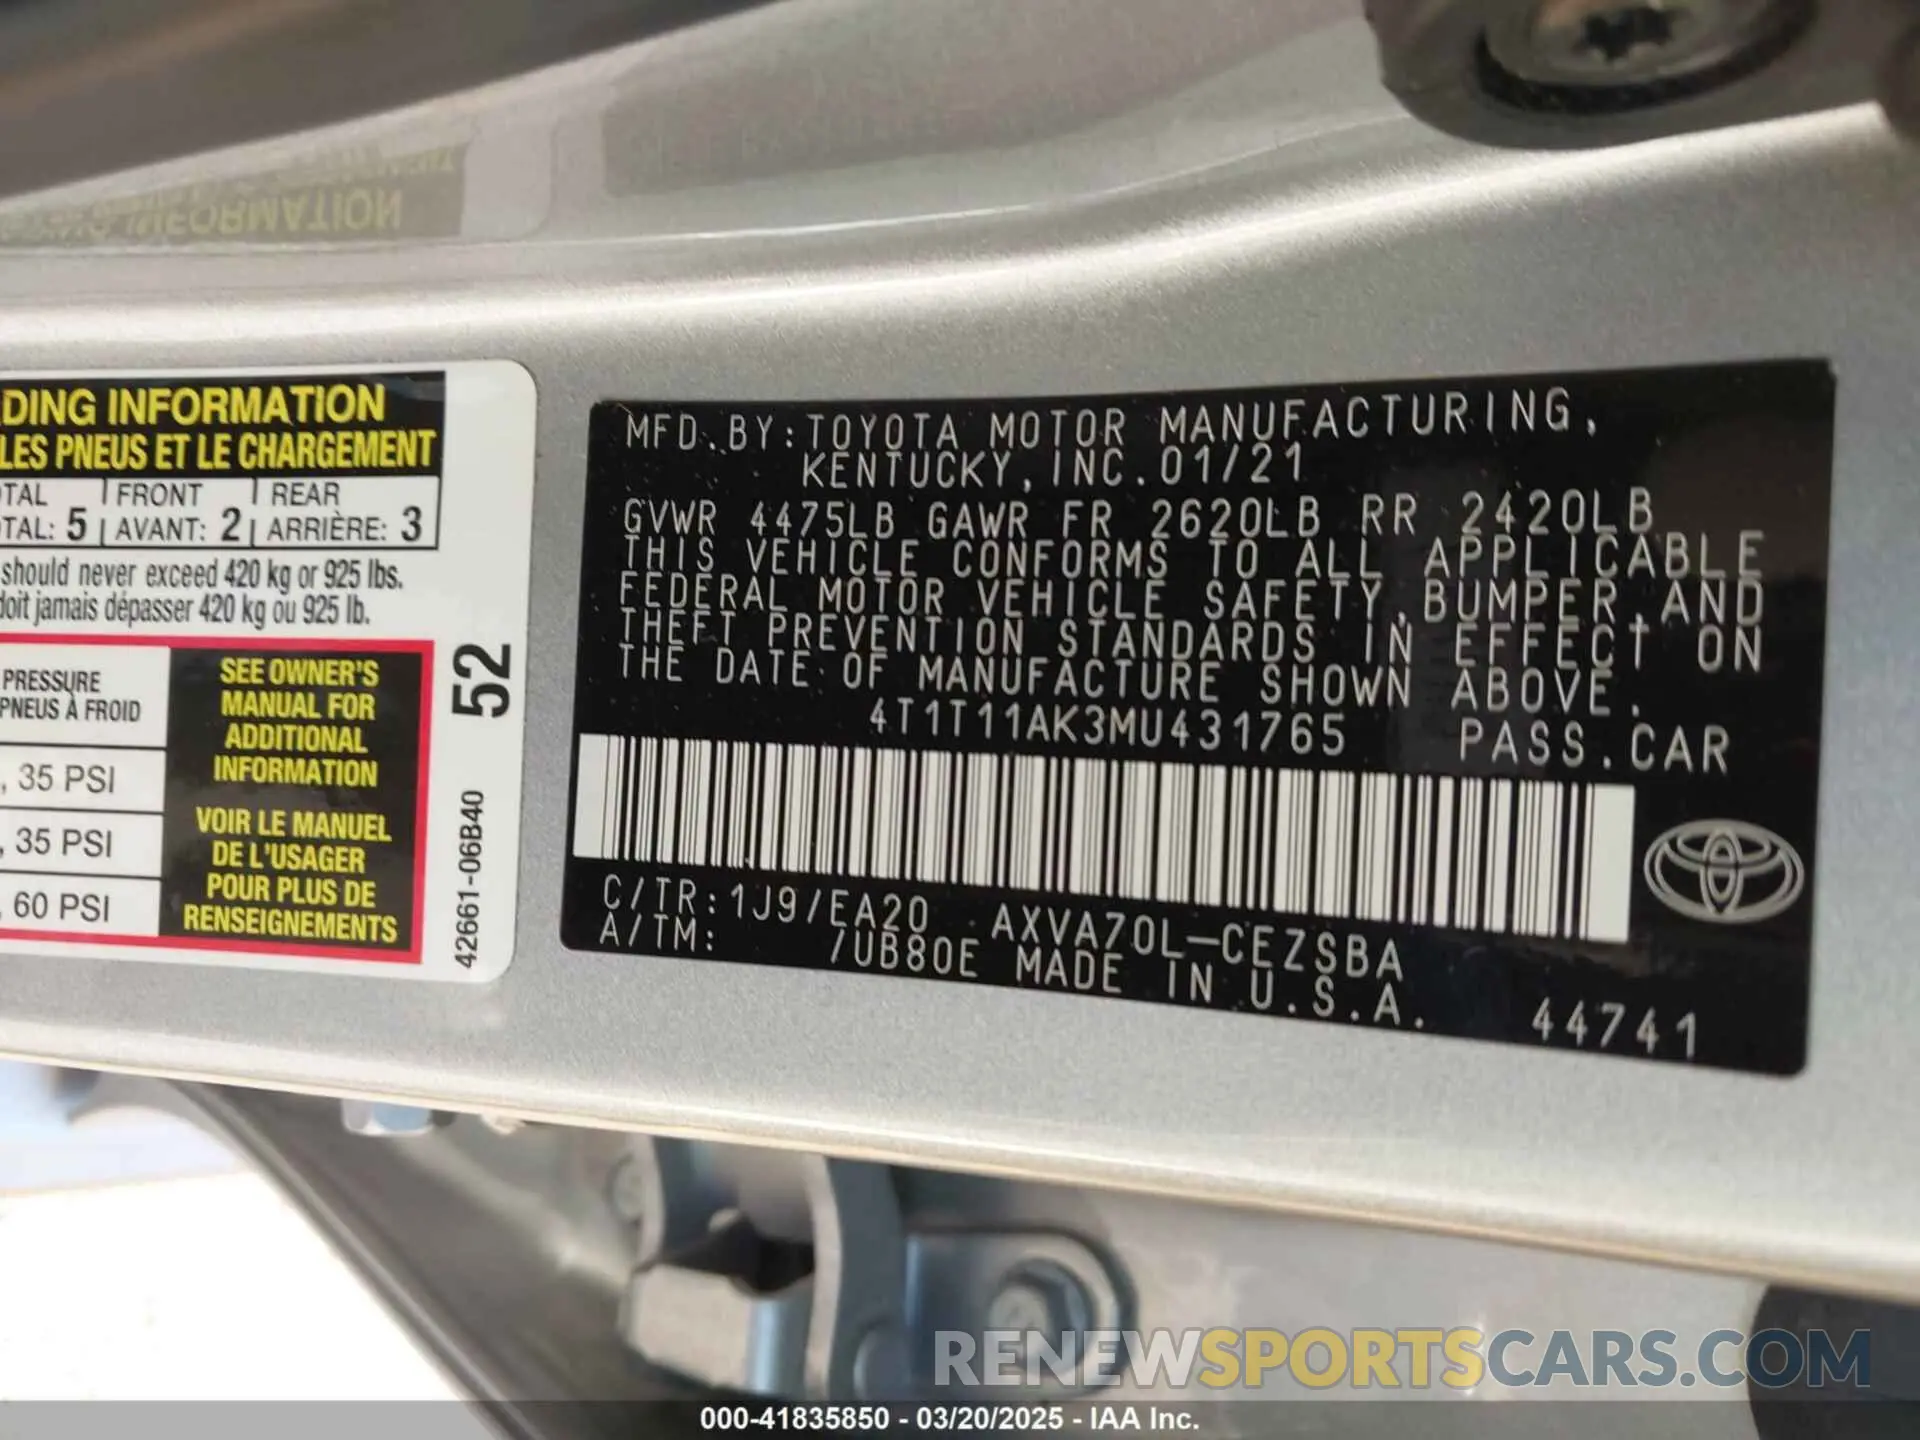 DING INFORMATION
LES PNEUS ET LE CHARGEMENT
TAL FRONT REAR
TAL: 5 AVANT: 2 ARRIÈRE: 3
should never exceed 420 kg or 925 lbs.
doit jamais dépasser 420 kg ou 925 lb.
PRESSURE
PNEUS À FROID
, 35 PSI
, 35 PSI
, 60 PSI
SEE OWNER'S
MANUAL FOR
ADDITIONAL
INFORMATION
VOIR LE MANUEL
DE L'USAGER
POUR PLUS DE
RENSEIGNEMENTS
52
42661-06B40
MFD.BY:TOYOTA MOTOR MANUFACTURING,
KENTUCKY,INC.01/21
GVWR 4475LB GAWR FR 2620LB RR 2420LB
THIS VEHICLE CONFORMS TO ALL APPLICABLE
FEDERAL MOTOR VEHICLE SAFETY,BUMPER,AND
THEFT PREVENTION STANDARDS IN EFFECT ON
THE DATE OF MANUFACTURE SHOWN ABOVE.
4T1T11AK3MU431765 PASS.CAR
C/TR:1J9/EA20 AXVA70L-CEZSBA
A/TM: /UB80E MADE IN U.S.A.
44741
RENEWSPORTSCARS.COM
000-41835850 - 03/20/2025 - IAA Inc.